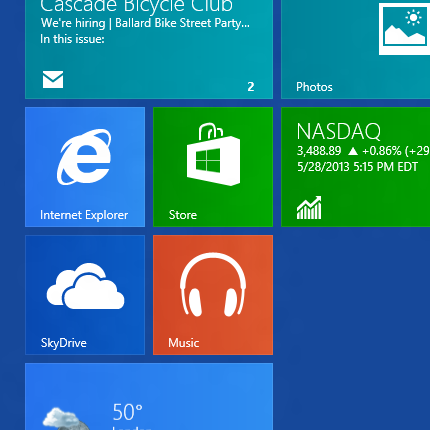 Cascade Bicycle Club
We're hiring | Ballard Bike Street Party...
In this issue:
2
Photos
Internet Explorer
Store
NASDAQ
3,488.89 ▲ +0.86% (+29
5/28/2013 5:15 PM EDT
SkyDrive
Music
50°
London